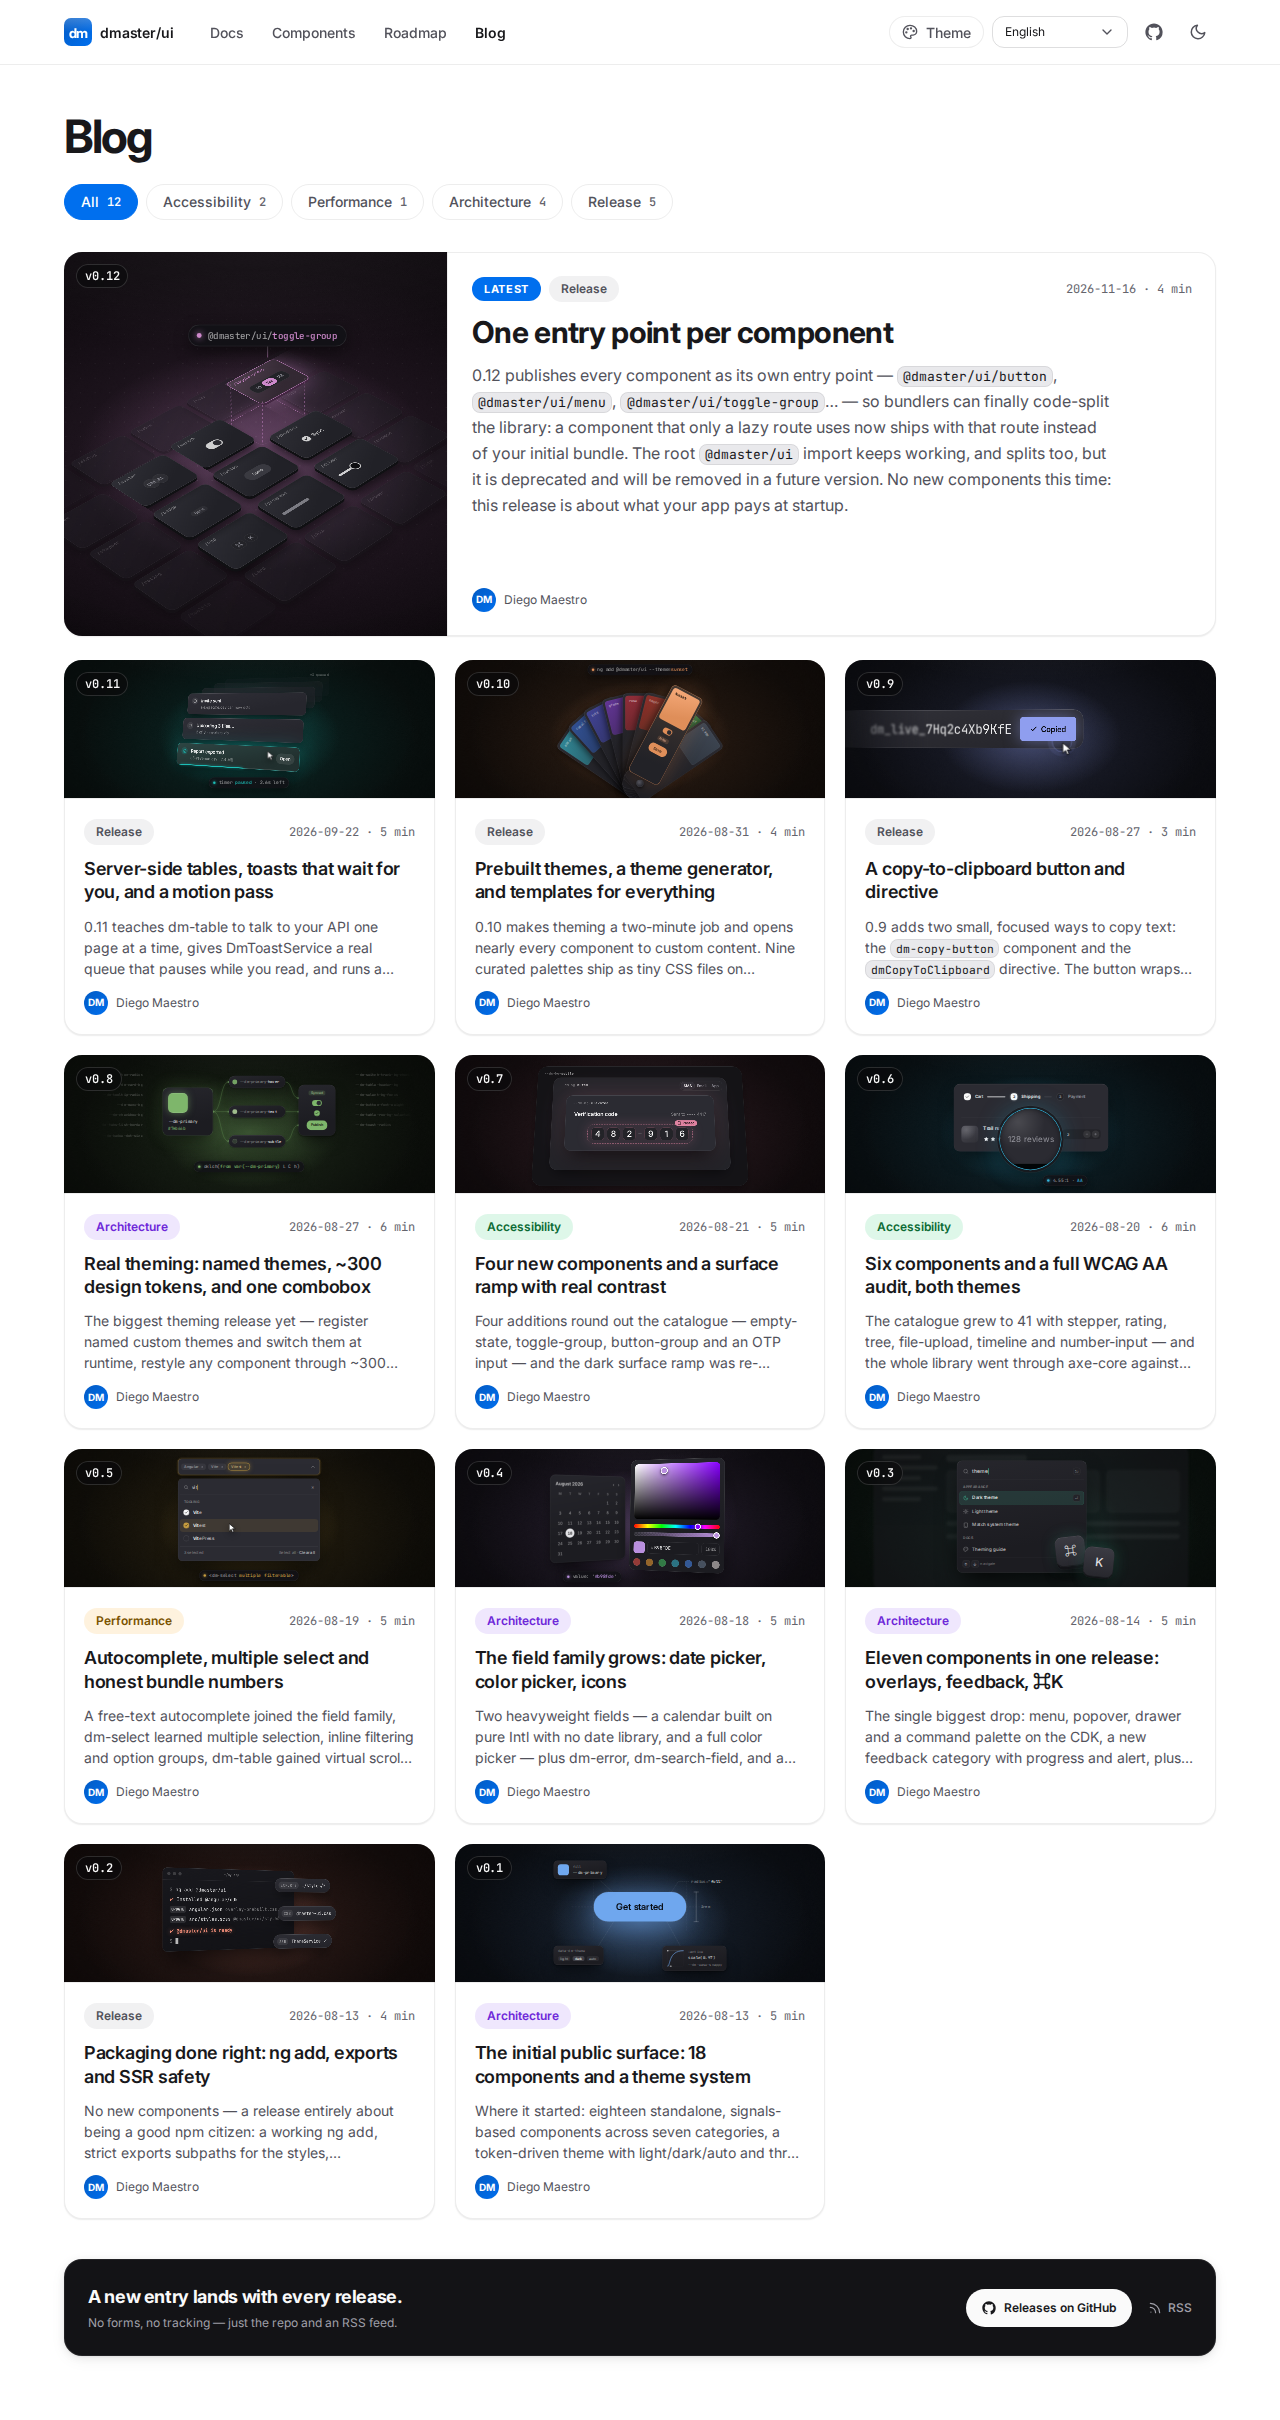 dm dmaster/ui Docs Components Roadmap Blog Theme English
Blog
All 12 Accessibility 2 Performance 1 Architecture 4 Release 5
v0.12
@dmaster/ui/toggle-group
LATEST Release 2026-11-16 · 4 min
One entry point per component
0.12 publishes every component as its own entry point — @dmaster/ui/button,
@dmaster/ui/menu, @dmaster/ui/toggle-group... — so bundlers can finally code-split
the library: a component that only a lazy route uses now ships with that route instead
of your initial bundle. The root @dmaster/ui import keeps working, and splits too, but
it is deprecated and will be removed in a future version. No new components this time:
this release is about what your app pays at startup.
DM Diego Maestro
v0.11
Report exported
Open
Release 2026-09-22 · 5 min
Server-side tables, toasts that wait for
you, and a motion pass
0.11 teaches dm-table to talk to your API one
page at a time, gives DmToastService a real
queue that pauses while you read, and runs a...
DM Diego Maestro
v0.10
Release 2026-08-31 · 4 min
Prebuilt themes, a theme generator,
and templates for everything
0.10 makes theming a two-minute job and opens
nearly every component to custom content. Nine
curated palettes ship as tiny CSS files on...
DM Diego Maestro
v0.9
dm_live_7Hq2c4Xb9KfE Copied
Release 2026-08-27 · 3 min
A copy-to-clipboard button and
directive
0.9 adds two small, focused ways to copy text:
the dm-copy-button component and the
dmCopyToClipboard directive. The button wraps...
DM Diego Maestro
v0.8
Architecture 2026-08-27 · 6 min
Real theming: named themes, ~300
design tokens, and one combobox
The biggest theming release yet — register
named custom themes and switch them at
runtime, restyle any component through ~300...
DM Diego Maestro
v0.7
Verification code
4 8 2 - 9 1 6
Accessibility 2026-08-21 · 5 min
Four new components and a surface
ramp with real contrast
Four additions round out the catalogue — empty-
state, toggle-group, button-group and an OTP
input — and the dark surface ramp was re-...
DM Diego Maestro
v0.6
Cart Shipping Payment
128 reviews
Accessibility 2026-08-20 · 6 min
Six components and a full WCAG AA
audit, both themes
The catalogue grew to 41 with stepper, rating,
tree, file-upload, timeline and number-input — and
the whole library went through axe-core against...
DM Diego Maestro
v0.5
Performance 2026-08-19 · 5 min
Autocomplete, multiple select and
honest bundle numbers
A free-text autocomplete joined the field family,
dm-select learned multiple selection, inline filtering
and option groups, dm-table gained virtual scrol...
DM Diego Maestro
v0.4
August 2026
Architecture 2026-08-18 · 5 min
The field family grows: date picker,
color picker, icons
Two heavyweight fields — a calendar built on
pure Intl with no date library, and a full color
picker — plus dm-error, dm-search-field, and a...
DM Diego Maestro
v0.3
theme
Dark theme
Light theme
Match system theme
Theming guide
⌘ K
Architecture 2026-08-14 · 5 min
Eleven components in one release:
overlays, feedback, ⌘K
The single biggest drop: menu, popover, drawer
and a command palette on the CDK, a new
feedback category with progress and alert, plus...
DM Diego Maestro
v0.2
@dmaster/ui is ready
Release 2026-08-13 · 4 min
Packaging done right: ng add, exports
and SSR safety
No new components — a release entirely about
being a good npm citizen: a working ng add,
strict exports subpaths for the styles,...
DM Diego Maestro
v0.1
Get started
Architecture 2026-08-13 · 5 min
The initial public surface: 18
components and a theme system
Where it started: eighteen standalone, signals-
based components across seven categories, a
token-driven theme with light/dark/auto and thr...
DM Diego Maestro
A new entry lands with every release.
No forms, no tracking — just the repo and an RSS feed.
Releases on GitHub RSS